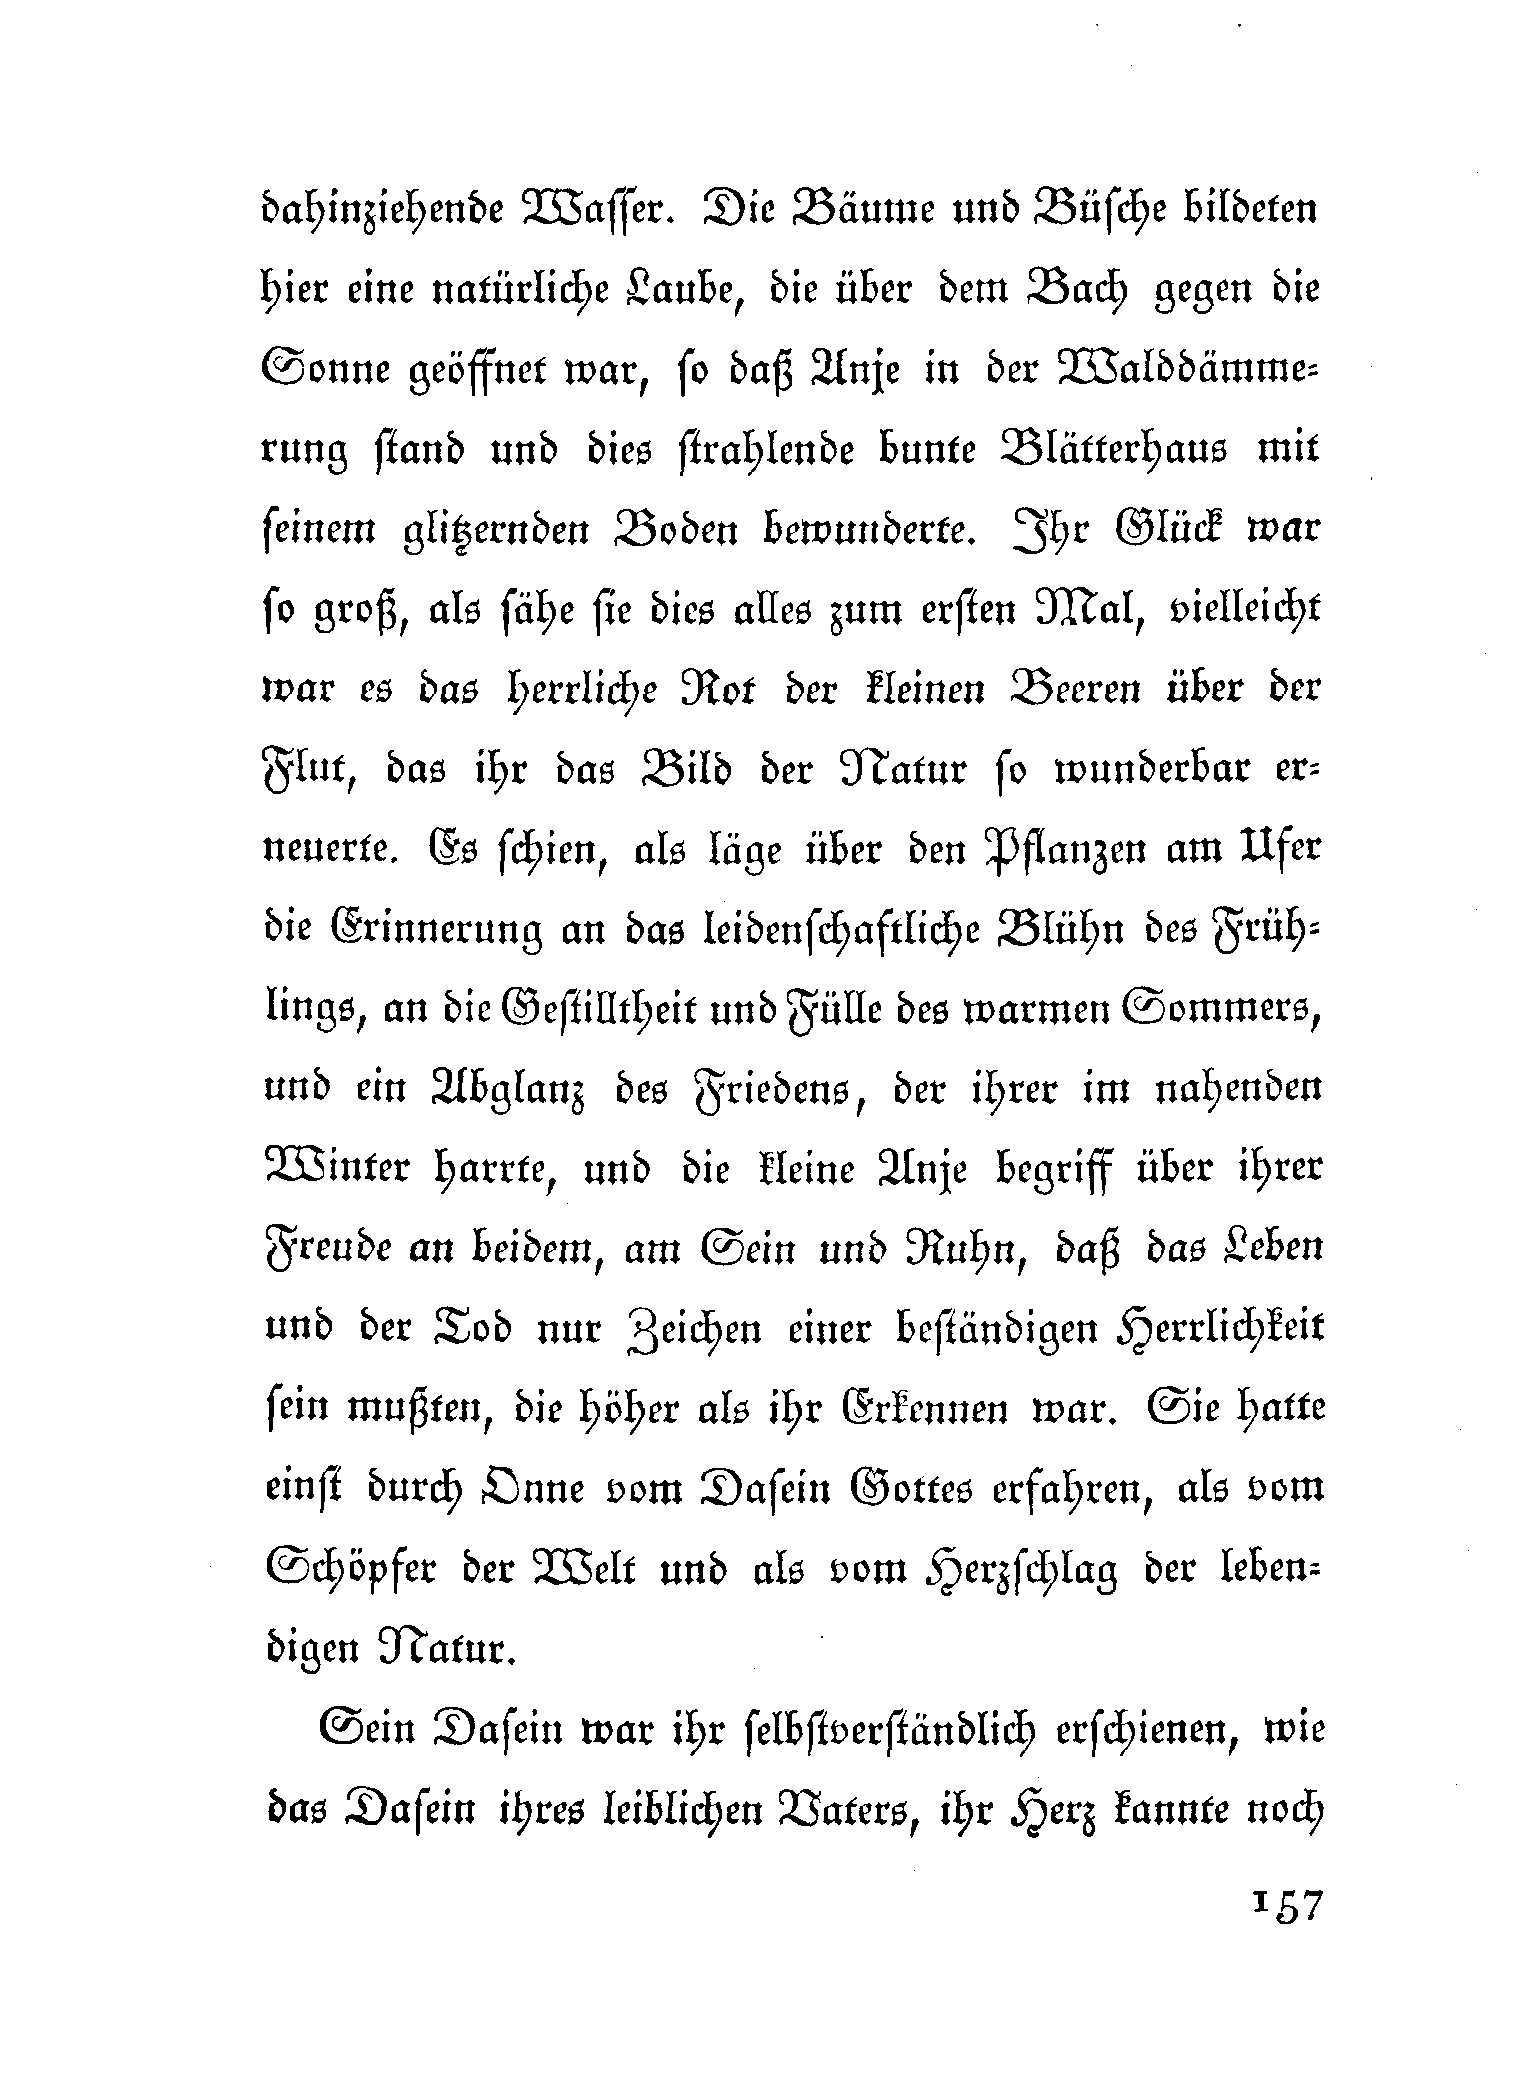 dahinziehende Wasser. Die Bäume und Büsche bildeten
hier eine natürliche Laube, die über dem Bach gegen die
Sonne geöffnet war, so daß Anje in der Walddämme-
rung stand und dies strahlende bunte Blätterhaus mit
seinem glitzernden Boden bewunderte. Ihr Glück war
so groß, als sähe sie dies alles zum ersten Mal, vielleicht
war es das herrliche Rot der kleinen Beeren über der
Flut, das ihr das Bild der Natur so wunderbar er-
neuerte. Es schien, als läge über den Pflanzen am Ufer
die Erinnerung an das leidenschaftliche Blühn des Früh-
lings, an die Gestilltheit und Fülle des warmen Sommers,
und ein Abglanz des Friedens, der ihrer im nahenden
Winter harrte, und die kleine Anje begriff über ihrer
Freude an beidem, am Sein und Ruhn, daß das Leben
und der Tod nur Zeichen einer beständigen Herrlichkeit
sein mußten, die höher als ihr Erkennen war. Sie hatte
einst durch Onne vom Dasein Gottes erfahren, als vom
Schöpfer der Welt und als vom Herzschlag der leben-
digen Natur.
Sein Dasein war ihr selbstverständlich erschienen, wie
das Dasein ihres leiblichen Vaters, ihr Herz kannte noch
157